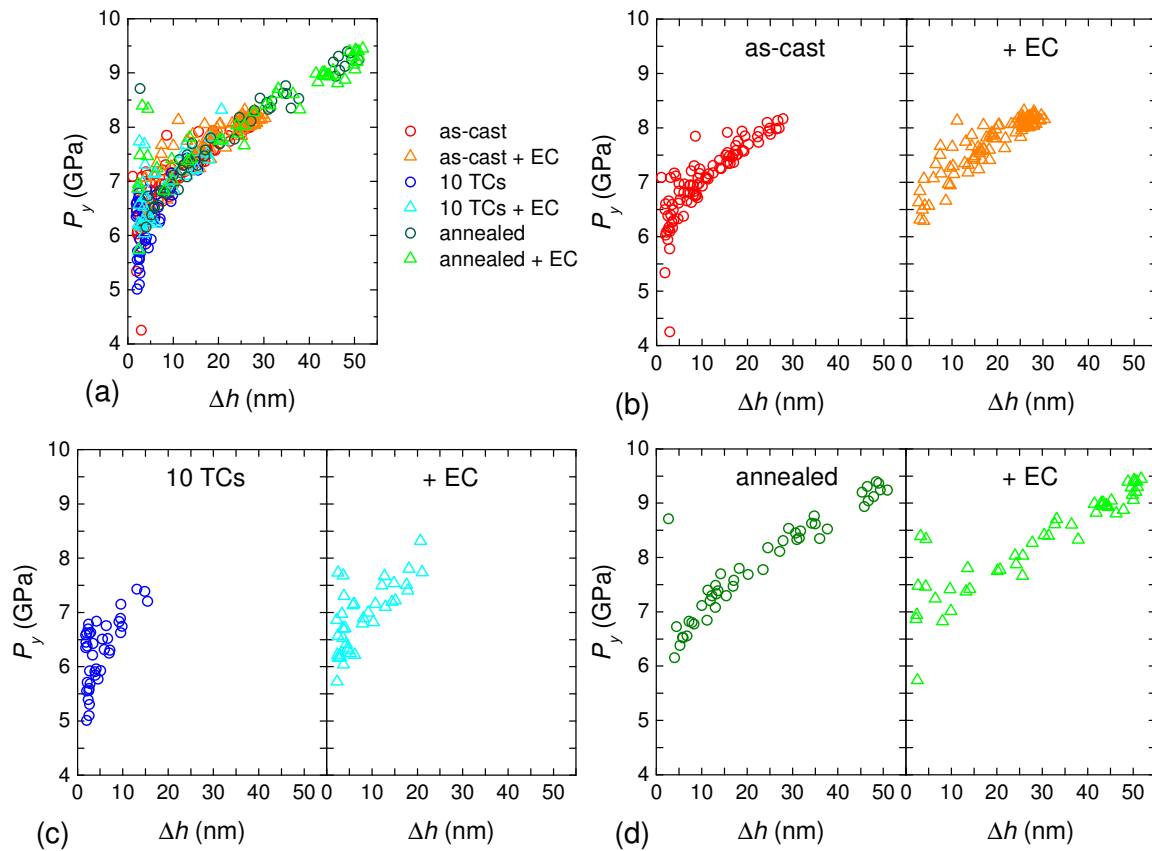 10
9
8
7
6
5
4
P_y (GPa)
0 10 20 30 40 50
Δh (nm)
(a)
as-cast
as-cast + EC
10 TCs
10 TCs + EC
annealed
annealed + EC
10
9
8
7
6
5
4
P_y (GPa)
as-cast
+ EC
0 10 20 30 40 50 0 10 20 30 40 50
Δh (nm) Δh (nm)
(b)
10
9
8
7
6
5
4
P_y (GPa)
10 TCs
+ EC
0 10 20 30 40 50 0 10 20 30 40 50
Δh (nm) Δh (nm)
(c)
10
9
8
7
6
5
4
P_y (GPa)
annealed
+ EC
0 10 20 30 40 50 0 10 20 30 40 50
Δh (nm) Δh (nm)
(d)